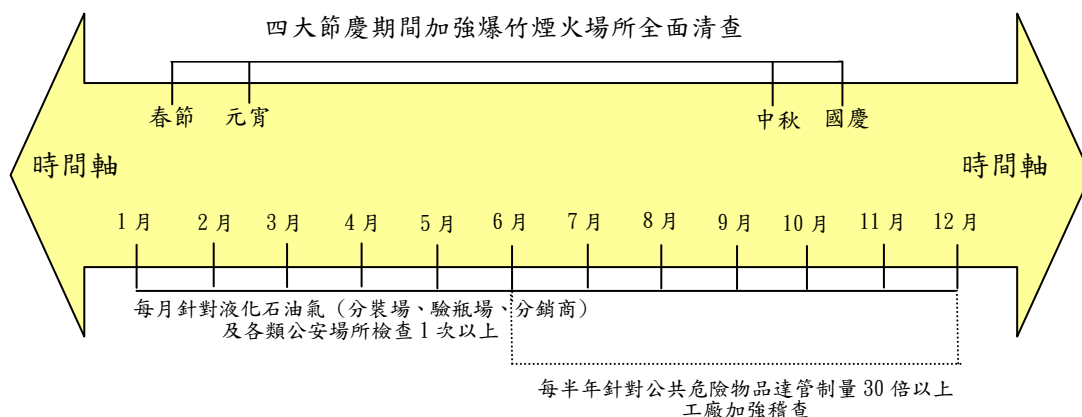 四大節慶期間加強爆竹煙火場所全面清查
春節 元宵 中秋 國慶
時間軸 時間軸
1月 2月 3月 4月 5月 6月 7月 8月 9月 10月 11月 12月
每月針對液化石油氣（分裝場、驗瓶場、分銷商）
及各類公安場所檢查1次以上
每半年針對公共危險物品達管制量30倍以上
工廠加強稽查